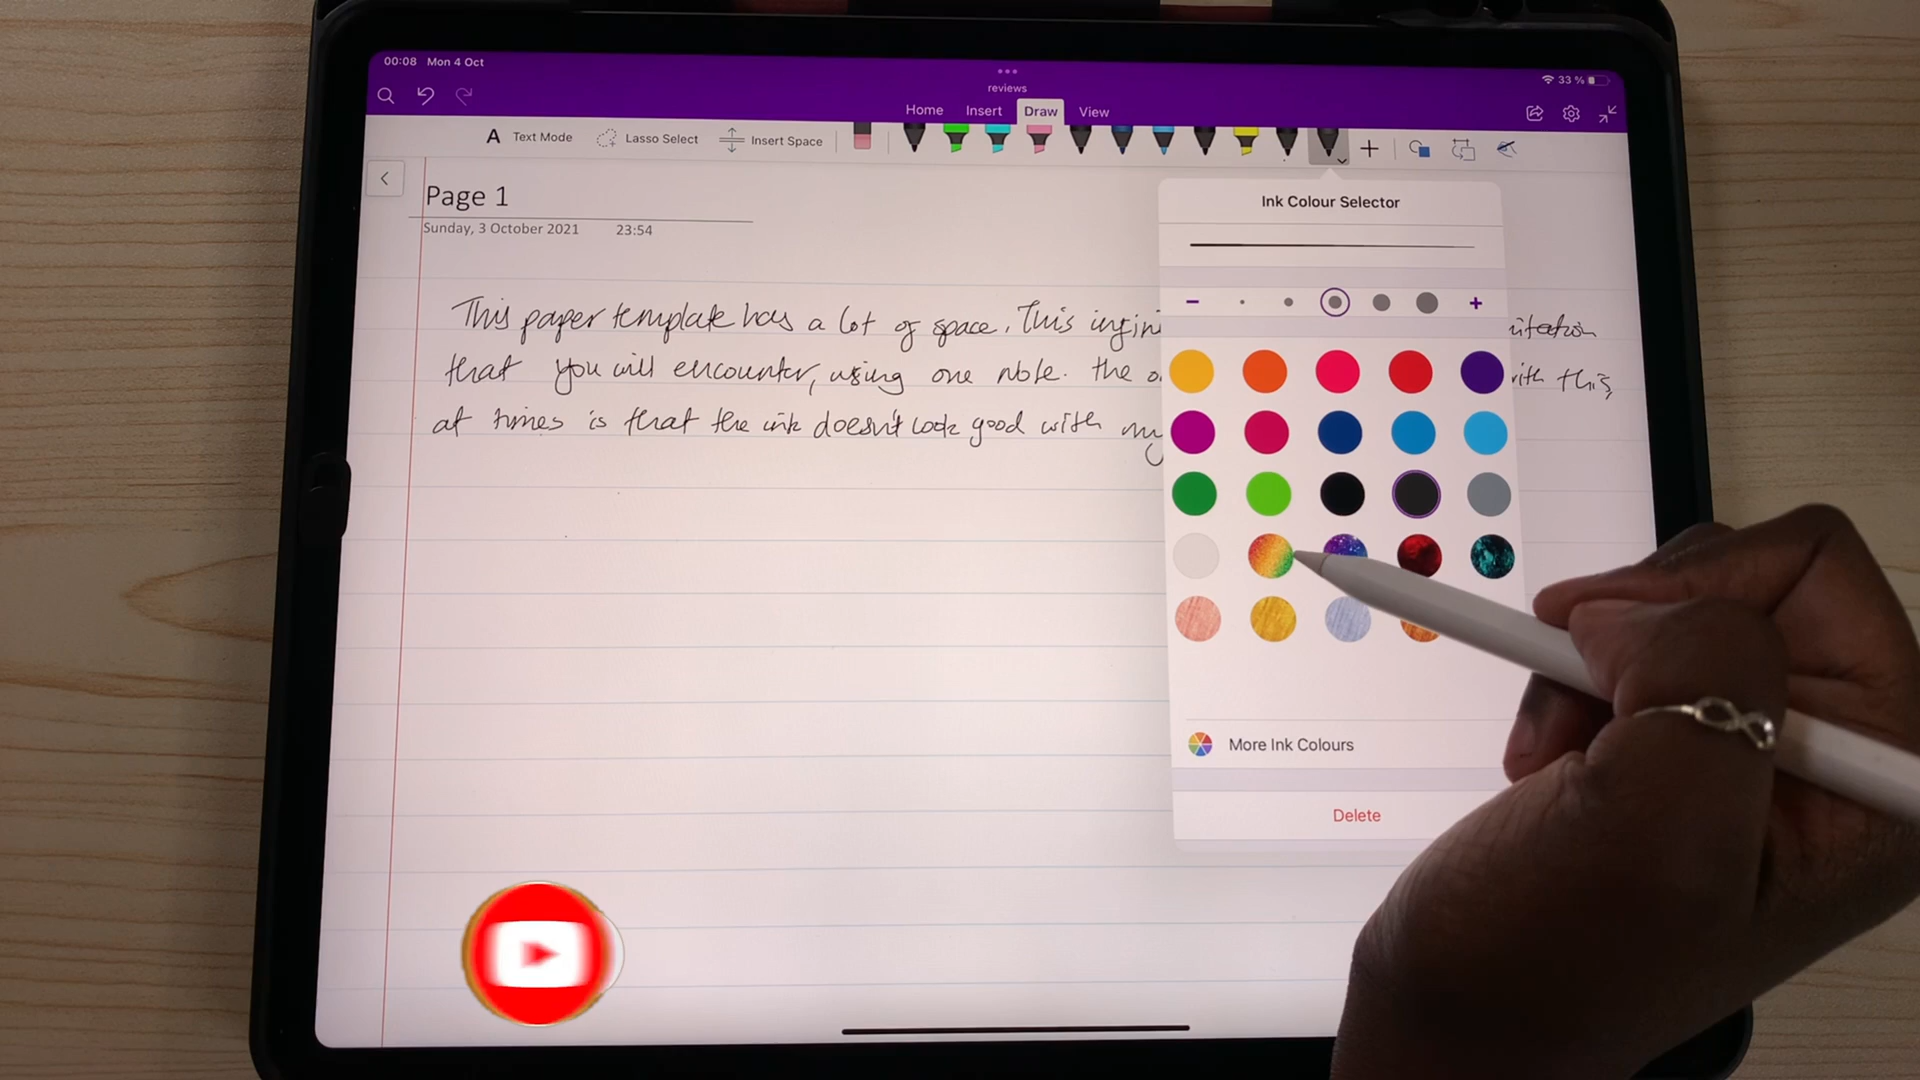 00:08 Mon 4 Oct
33 %
reviews
Home Insert Draw View
A Text Mode Lasso Select Insert Space
Page 1
Sunday, 3 October 2021 23:54
This paper template has a lot of space. This
that you will encounter, using one note. the with this,
at times is that the ink doesn't look good with my
Ink Colour Selector
More Ink Colours
Delete